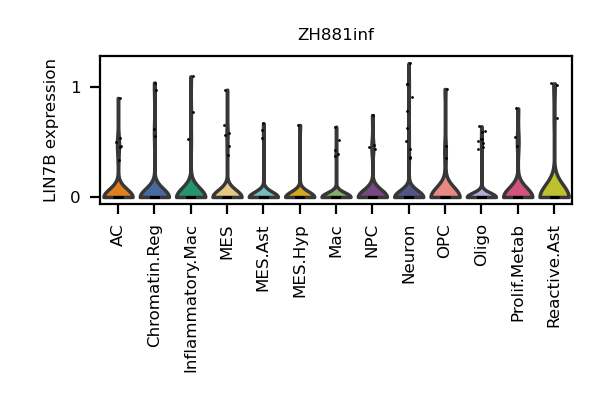 ZH881inf
LIN7B expression
1
0
AC
Chromatin.Reg
Inflammatory.Mac
MES
MES.Ast
MES.Hyp
Mac
NPC
Neuron
OPC
Oligo
Prolif.Metab
Reactive.Ast